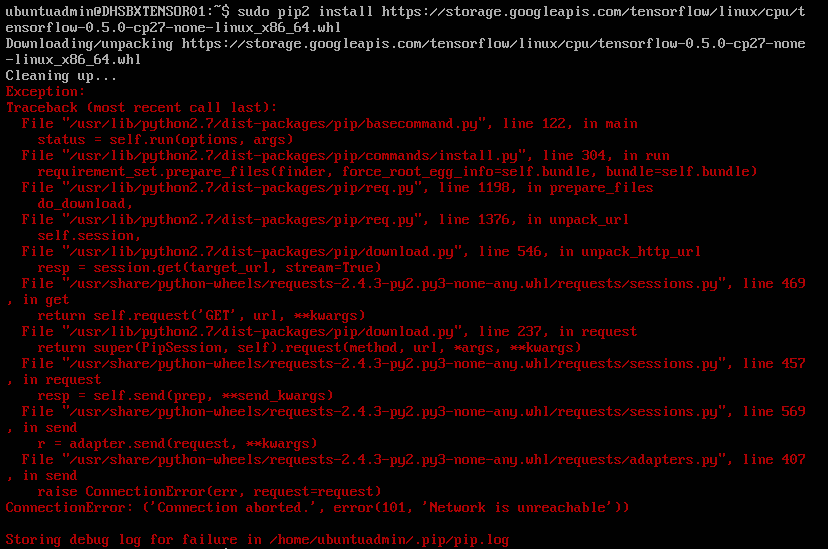 ubuntuadmin@DHSBXTENSOR01:~$ sudo pip2 install https://storage.googleapis.com/tensorflow/linux/cpu/t
ensorflow-0.5.0-cp27-none-linux_x86_64.whl
Downloading/unpacking https://storage.googleapis.com/tensorflow/linux/cpu/tensorflow-0.5.0-cp27-none
-linux_x86_64.whl
Cleaning up...
Exception:
Traceback (most recent call last):
  File "/usr/lib/python2.7/dist-packages/pip/basecommand.py", line 122, in main
    status = self.run(options, args)
  File "/usr/lib/python2.7/dist-packages/pip/commands/install.py", line 304, in run
    requirement_set.prepare_files(finder, force_root_egg_info=self.bundle, bundle=self.bundle)
  File "/usr/lib/python2.7/dist-packages/pip/req.py", line 1198, in prepare_files
    do_download,
  File "/usr/lib/python2.7/dist-packages/pip/req.py", line 1376, in unpack_url
    self.session,
  File "/usr/lib/python2.7/dist-packages/pip/download.py", line 546, in unpack_http_url
    resp = session.get(target_url, stream=True)
  File "/usr/share/python-wheels/requests-2.4.3-py2.py3-none-any.whl/requests/sessions.py", line 469
, in get
    return self.request('GET', url, **kwargs)
  File "/usr/lib/python2.7/dist-packages/pip/download.py", line 237, in request
    return super(PipSession, self).request(method, url, *args, **kwargs)
  File "/usr/share/python-wheels/requests-2.4.3-py2.py3-none-any.whl/requests/sessions.py", line 457
, in request
    resp = self.send(prep, **send_kwargs)
  File "/usr/share/python-wheels/requests-2.4.3-py2.py3-none-any.whl/requests/sessions.py", line 569
, in send
    r = adapter.send(request, **kwargs)
  File "/usr/share/python-wheels/requests-2.4.3-py2.py3-none-any.whl/requests/adapters.py", line 407
, in send
    raise ConnectionError(err, request=request)
ConnectionError: ('Connection aborted.', error(101, 'Network is unreachable'))

Storing debug log for failure in /home/ubuntuadmin/.pip/pip.log